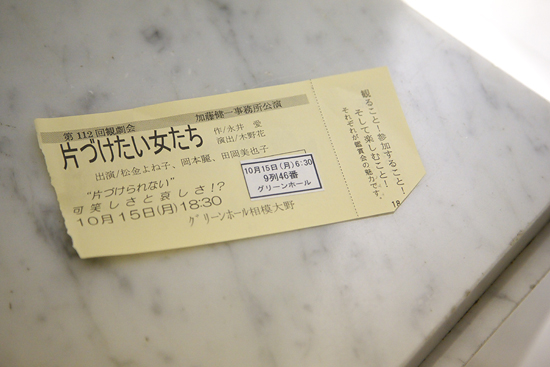 第112回観劇会 加藤健一事務所公演
片づけたい女たち
作/永井 愛
演出/木野花
出演/松金よね子、岡本麗、田岡美也子
"片づけられない"
可笑しさと哀しさ!?
10月15日(月)18:30
グリーンホール相模大野
10月15日(月)6:30
9列46番
グリーンホール
観ること!参加すること!
そして楽しむこと!
それぞれが鑑賞会の魅力です。
18